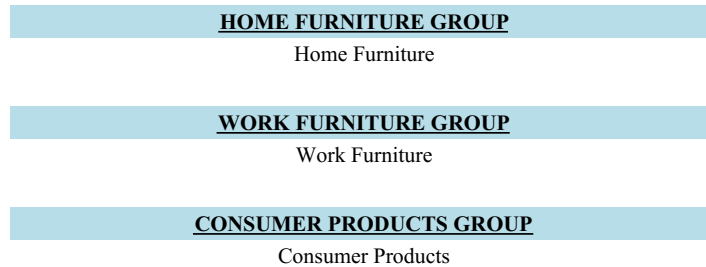 HOME FURNITURE GROUP
Home Furniture
WORK FURNITURE GROUP
Work Furniture
CONSUMER PRODUCTS GROUP
Consumer Products